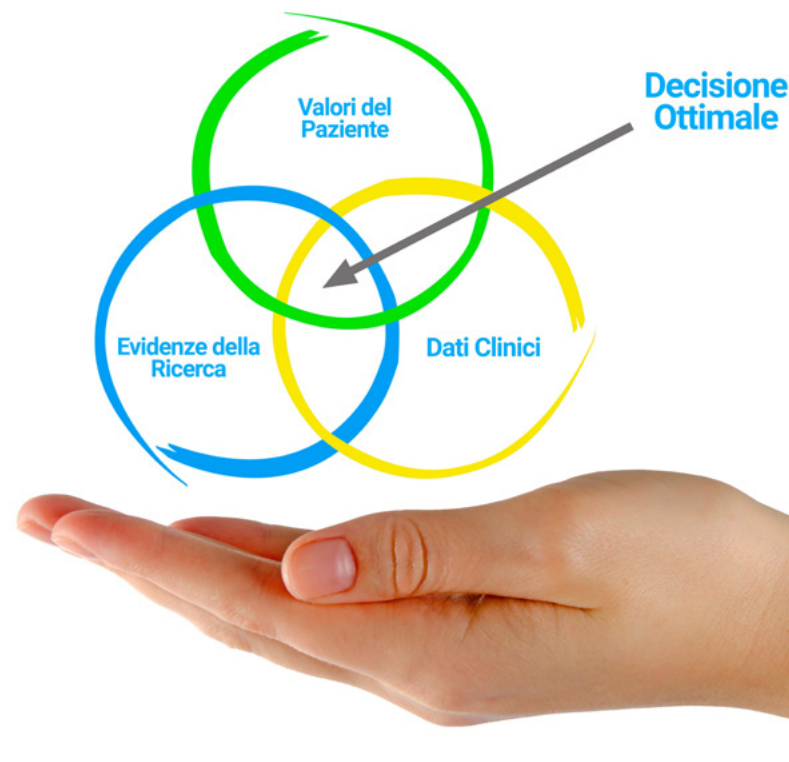 Valori del
Paziente
Decisione
Ottimale
Evidenze della
Ricerca
Dati Clinici